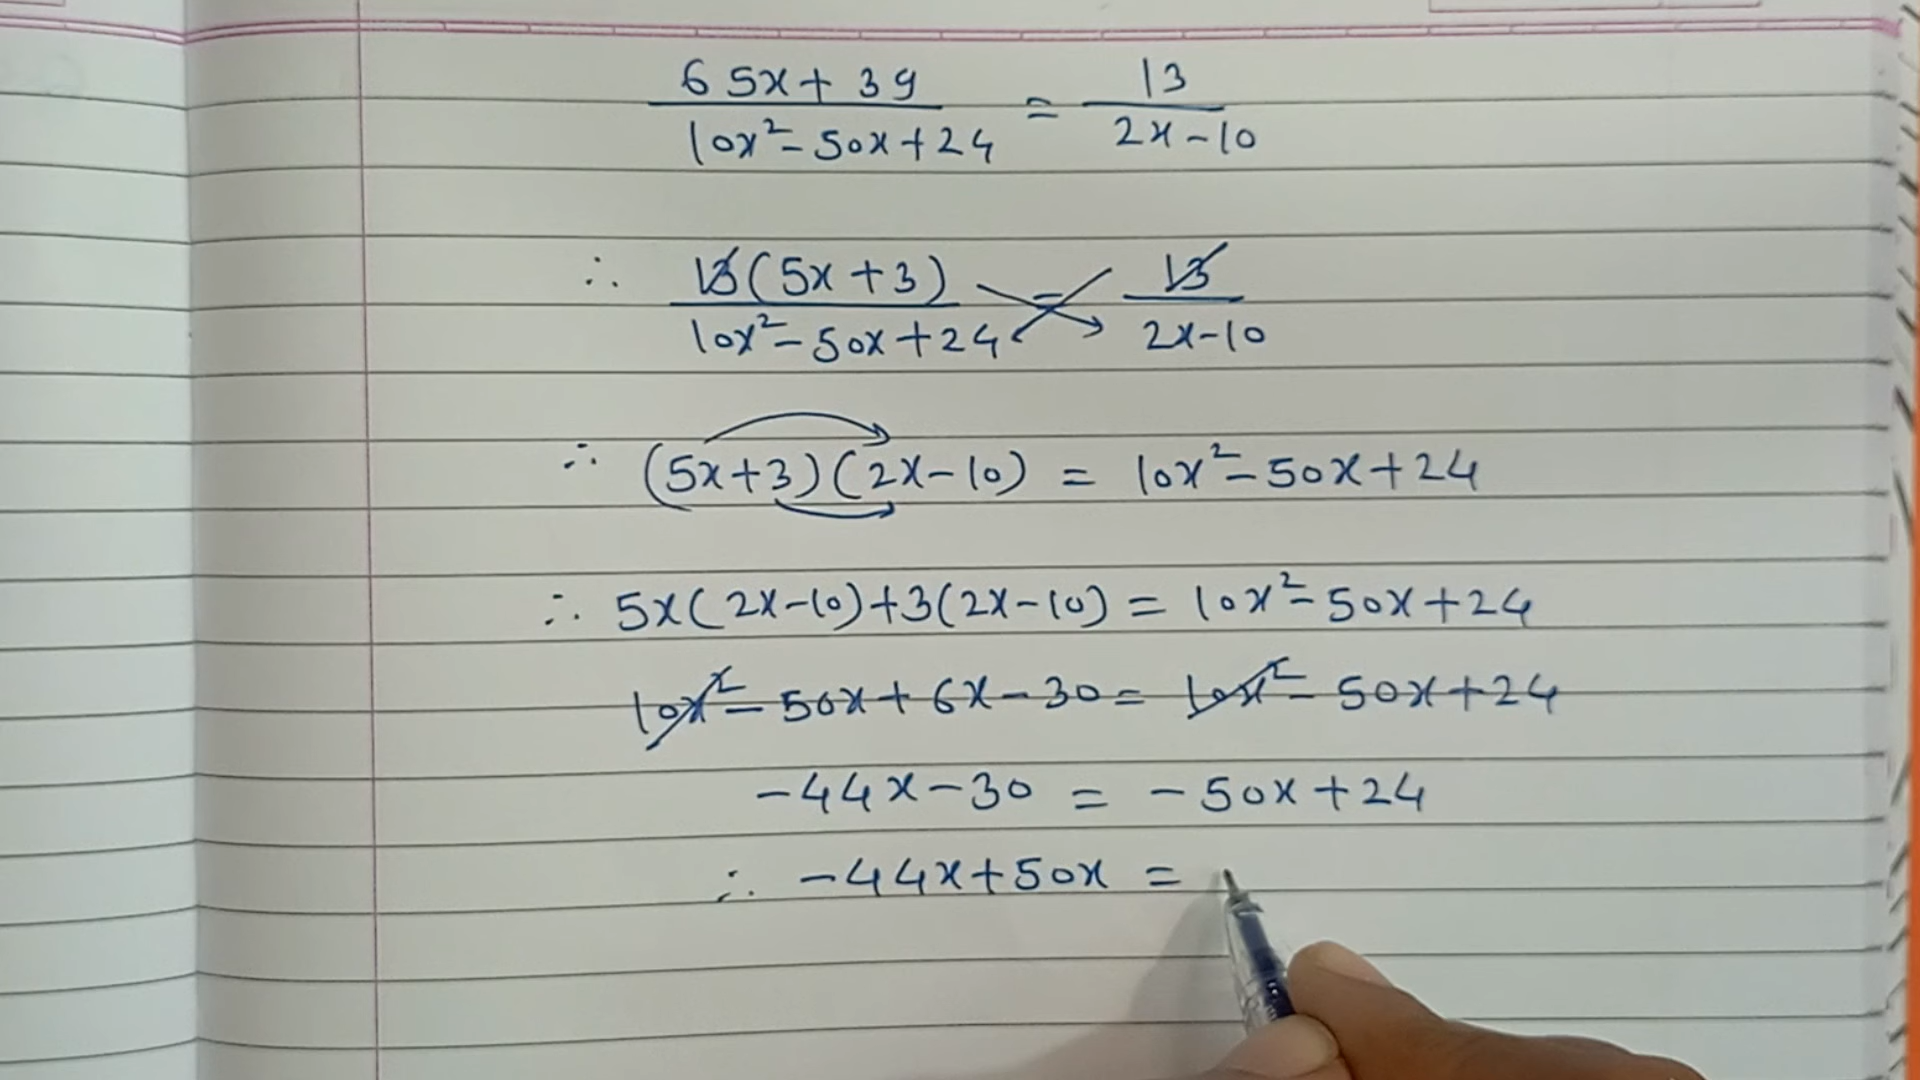 65x+39 / 10x²-50x+24 = 13 / 2x-10
∴ 13(5x+3) / 10x²-50x+24 = 13 / 2x-10
∴ (5x+3)(2x-10) = 10x²-50x+24
∴ 5x(2x-10)+3(2x-10) = 10x²-50x+24
10x²-50x+6x-30 = 10x²-50x+24
-44x-30 = -50x+24
∴ -44x+50x =